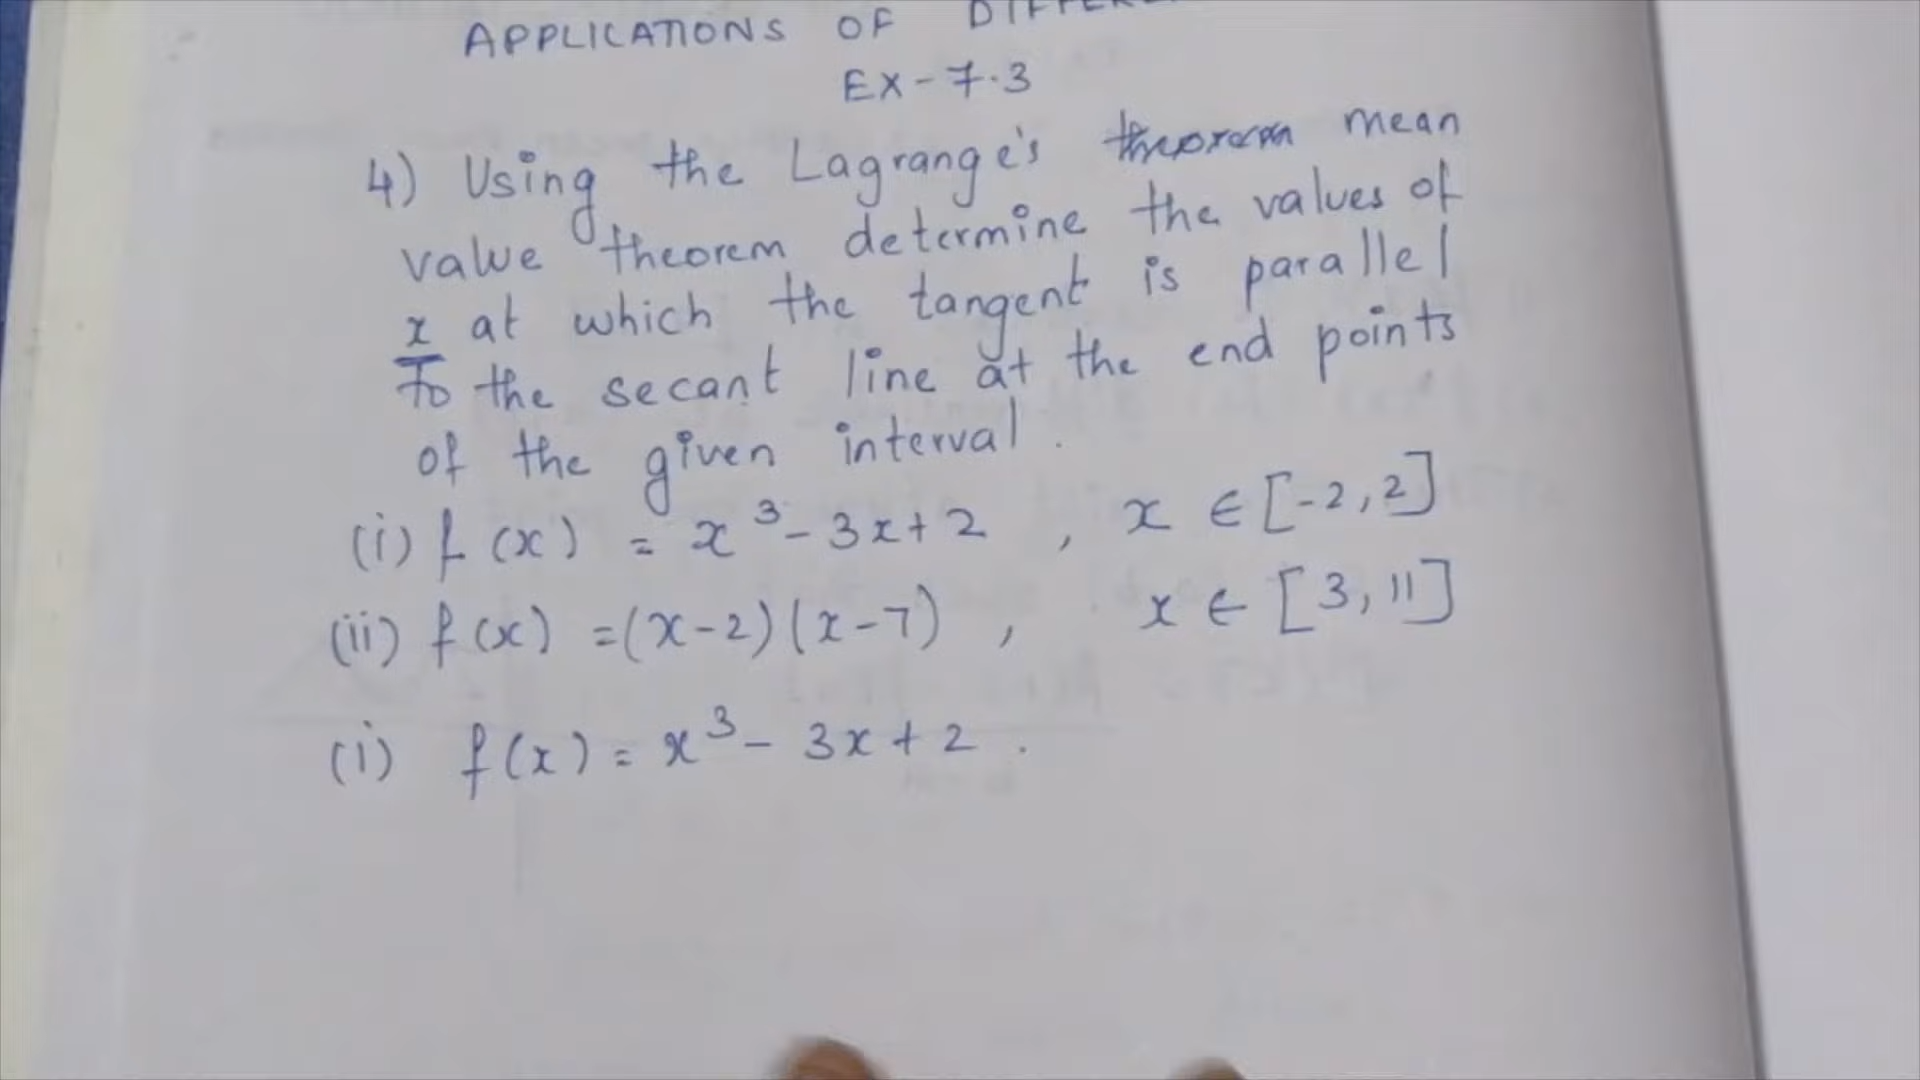 APPLICATIONS OF
EX-7.3
4) Using the Lagrange's theorem mean
value theorem determine the values of
x at which the tangent is parallel
To the secant line at the end points
of the given interval.
(i) f(x) = x³-3x+2 , x ∈ [-2,2]
(ii) f(x) =(x-2)(x-7) , x ∈ [3,11]
(i) f(x) = x³- 3x+2 .